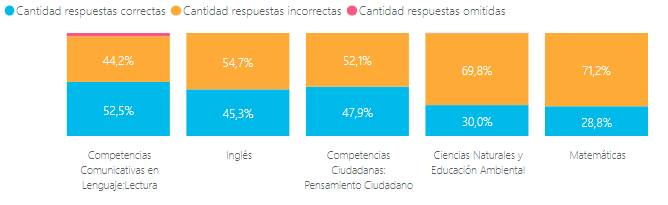 Cantidad respuestas correctas Cantidad respuestas incorrectas Cantidad respuestas omitidas
44,2% 54,7% 52,1% 69,8% 71,2%
52,5% 45,3% 47,9% 30,0% 28,8%
Competencias Comunicativas en Lenguaje:Lectura
Inglés
Competencias Ciudadanas: Pensamiento Ciudadano
Ciencias Naturales y Educación Ambiental
Matemáticas